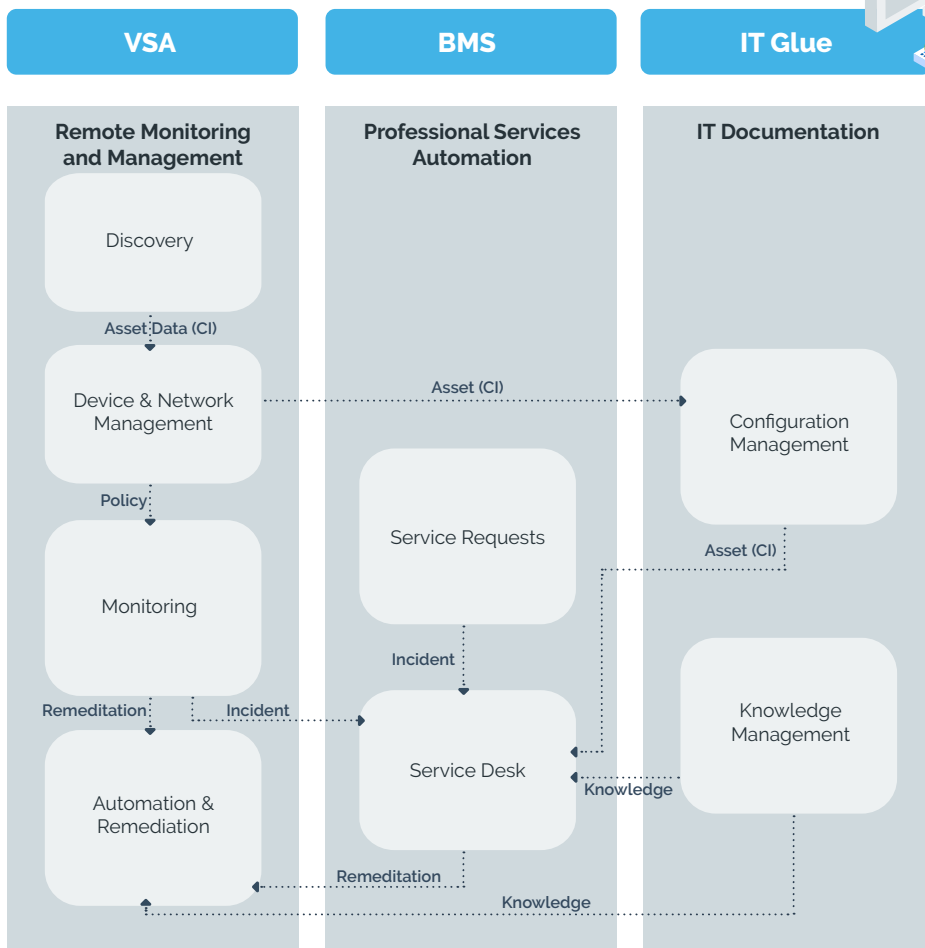 VSA
BMS
IT Glue
Remote Monitoring
and Management
Professional Services
Automation
IT Documentation
Discovery
Asset Data (CI)
Device & Network
Management
Asset (CI)
Configuration
Management
Policy
Service Requests
Asset (CI)
Monitoring
Incident
Remeditation
Incident
Knowledge
Management
Service Desk
Knowledge
Automation &
Remediation
Remeditation
Knowledge